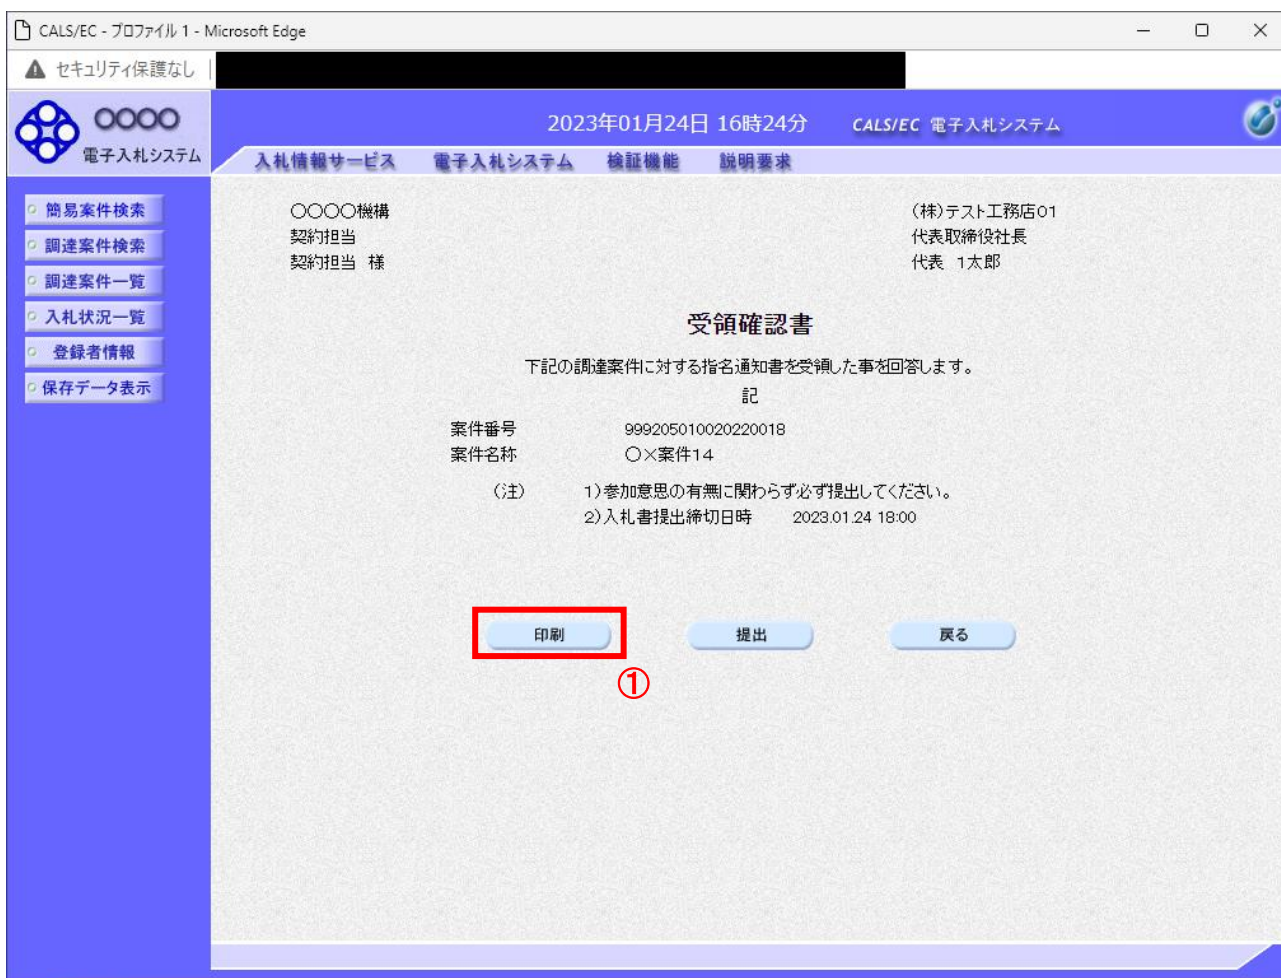 CALS/EC - プロファイル 1 - Microsoft Edge
セキュリティ保護なし
○○○○
電子入札システム
2023年01月24日 16時24分
CALS/EC 電子入札システム
入札情報サービス 電子入札システム 検証機能 説明要求
簡易案件検索
調達案件検索
調達案件一覧
入札状況一覧
登録者情報
保存データ表示
○○○○機構
契約担当
契約担当 様
(株)テスト工務店01
代表取締役社長
代表 1太郎
受領確認書
下記の調達案件に対する指名通知書を受領した事を回答します。
記
案件番号 999205010020220018
案件名称 ○×案件14
(注) 1)参加意思の有無に関わらず必ず提出してください。
2)入札書提出締切日時 2023.01.24 18:00
印刷 提出 戻る
①